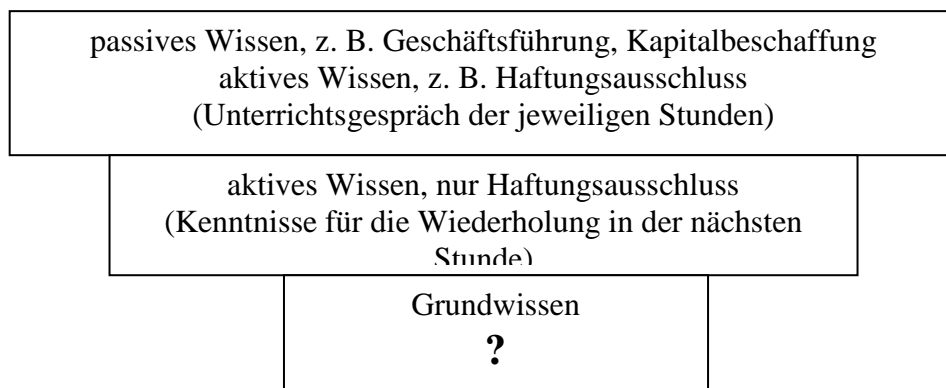 passives Wissen, z. B. Geschäftsführung, Kapitalbeschaffung
aktives Wissen, z. B. Haftungsausschluss
(Unterrichtsgespräch der jeweiligen Stunden)
aktives Wissen, nur Haftungsausschluss
(Kenntnisse für die Wiederholung in der nächsten
Stunde)
Grundwissen
?